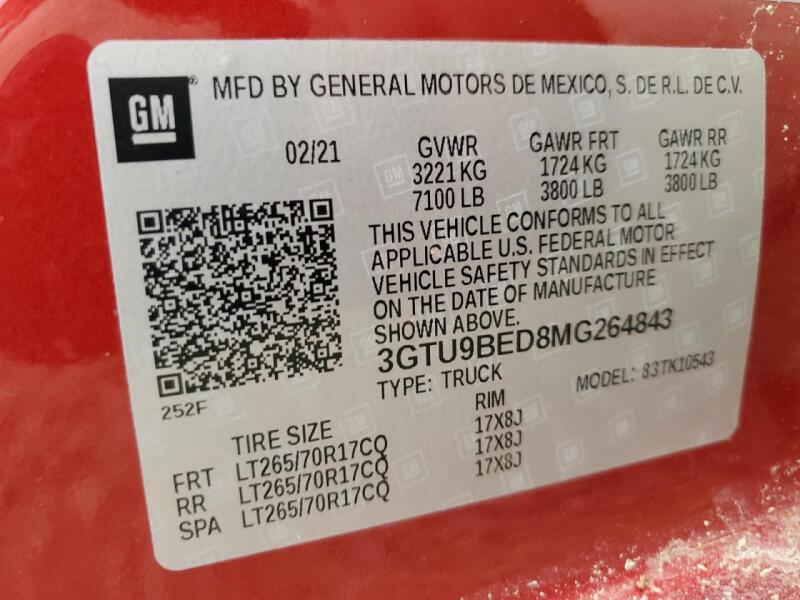 GM MFD BY GENERAL MOTORS DE MEXICO, S. DE R.L. DE C.V.
02/21 GVWR GAWR FRT GAWR RR
3221 KG 1724 KG 1724 KG
7100 LB 3800 LB 3800 LB
THIS VEHICLE CONFORMS TO ALL
APPLICABLE U.S. FEDERAL MOTOR
VEHICLE SAFETY STANDARDS IN EFFECT
ON THE DATE OF MANUFACTURE
SHOWN ABOVE.
3GTU9BED8MG264843
TYPE: TRUCK MODEL: 83TK10543
252F
TIRE SIZE RIM
FRT LT265/70R17CQ 17X8J
RR LT265/70R17CQ 17X8J
SPA LT265/70R17CQ 17X8J